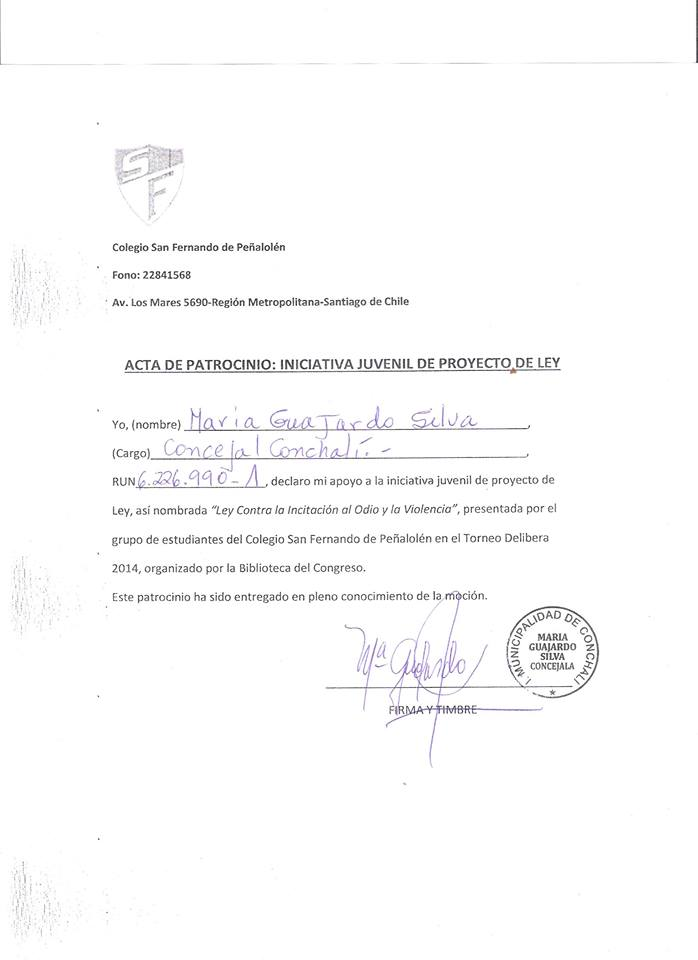 SF
Colegio San Fernando de Peñalolén
Fono: 22841568
Av. Los Mares 5690-Región Metropolitana-Santiago de Chile
ACTA DE PATROCINIO: INICIATIVA JUVENIL DE PROYECTO DE LEY
Yo, (nombre) Maria Guajardo Silva,
(Cargo) Concejal Conchalí.-,
RUN 6.226.990-1, declaro mi apoyo a la iniciativa juvenil de proyecto de
Ley, así nombrada “Ley Contra la Incitación al Odio y la Violencia”, presentada por el
grupo de estudiantes del Colegio San Fernando de Peñalolén en el Torneo Delibera
2014, organizado por la Biblioteca del Congreso.
Este patrocinio ha sido entregado en pleno conocimiento de la moción.
Mª Guajardo
I. MUNICIPALIDAD DE CONCHALI
MARIA
GUAJARDO
SILVA
CONCEJALA
FIRMA Y TIMBRE